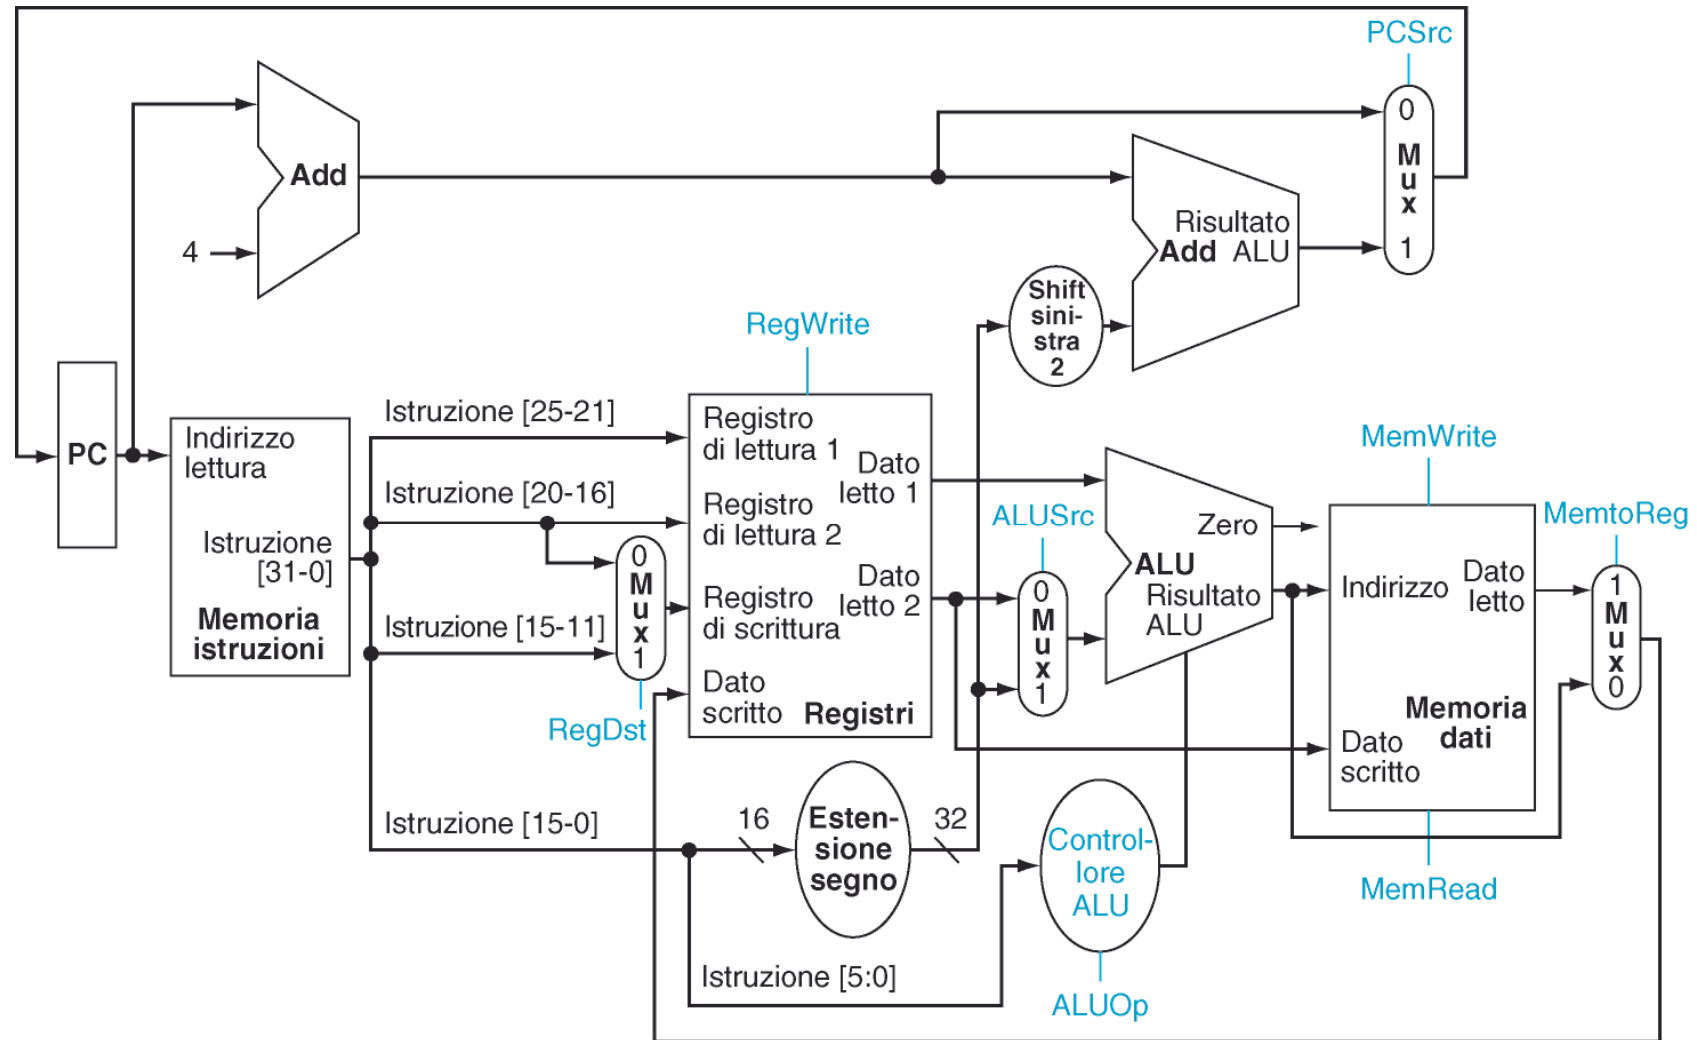 PCSrc
0
M
u
x
1
Add
4
Risultato
Add ALU
Shift
sini-
stra
2
RegWrite
PC
Indirizzo
lettura
Istruzione
[31-0]
Memoria
istruzioni
Istruzione [25-21]
Istruzione [20-16]
Istruzione [15-11]
Istruzione [15-0]
0
M
u
x
1
RegDst
Registro
di lettura 1
Dato
letto 1
Registro
di lettura 2
Dato
letto 2
Registro
di scrittura
Dato
scritto
Registri
ALUSrc
0
M
u
x
1
Zero
ALU
Risultato
ALU
MemWrite
Indirizzo
Dato
letto
Memoria
dati
Dato
scritto
MemRead
MemtoReg
1
M
u
x
0
16
Esten-
sione
segno
32
Control-
lore
ALU
Istruzione [5:0]
ALUOp